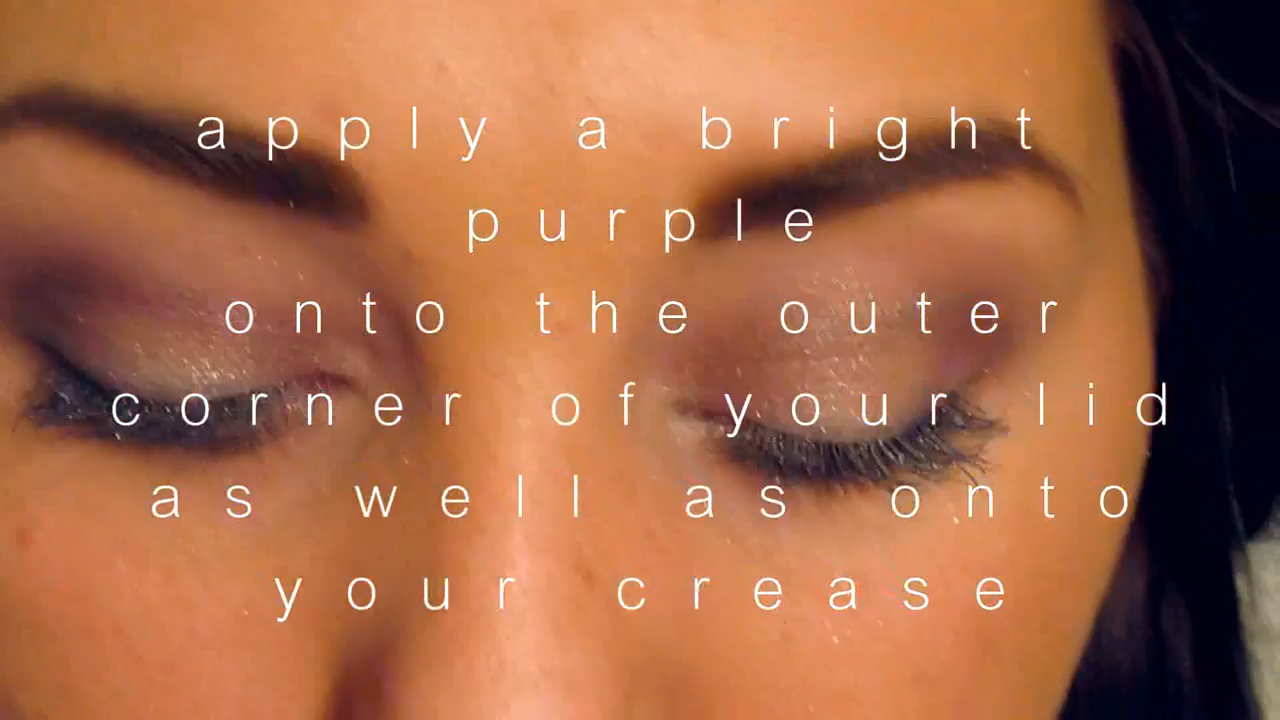 apply a bright
purple
onto the outer
corner of your lid
as well as onto
your crease